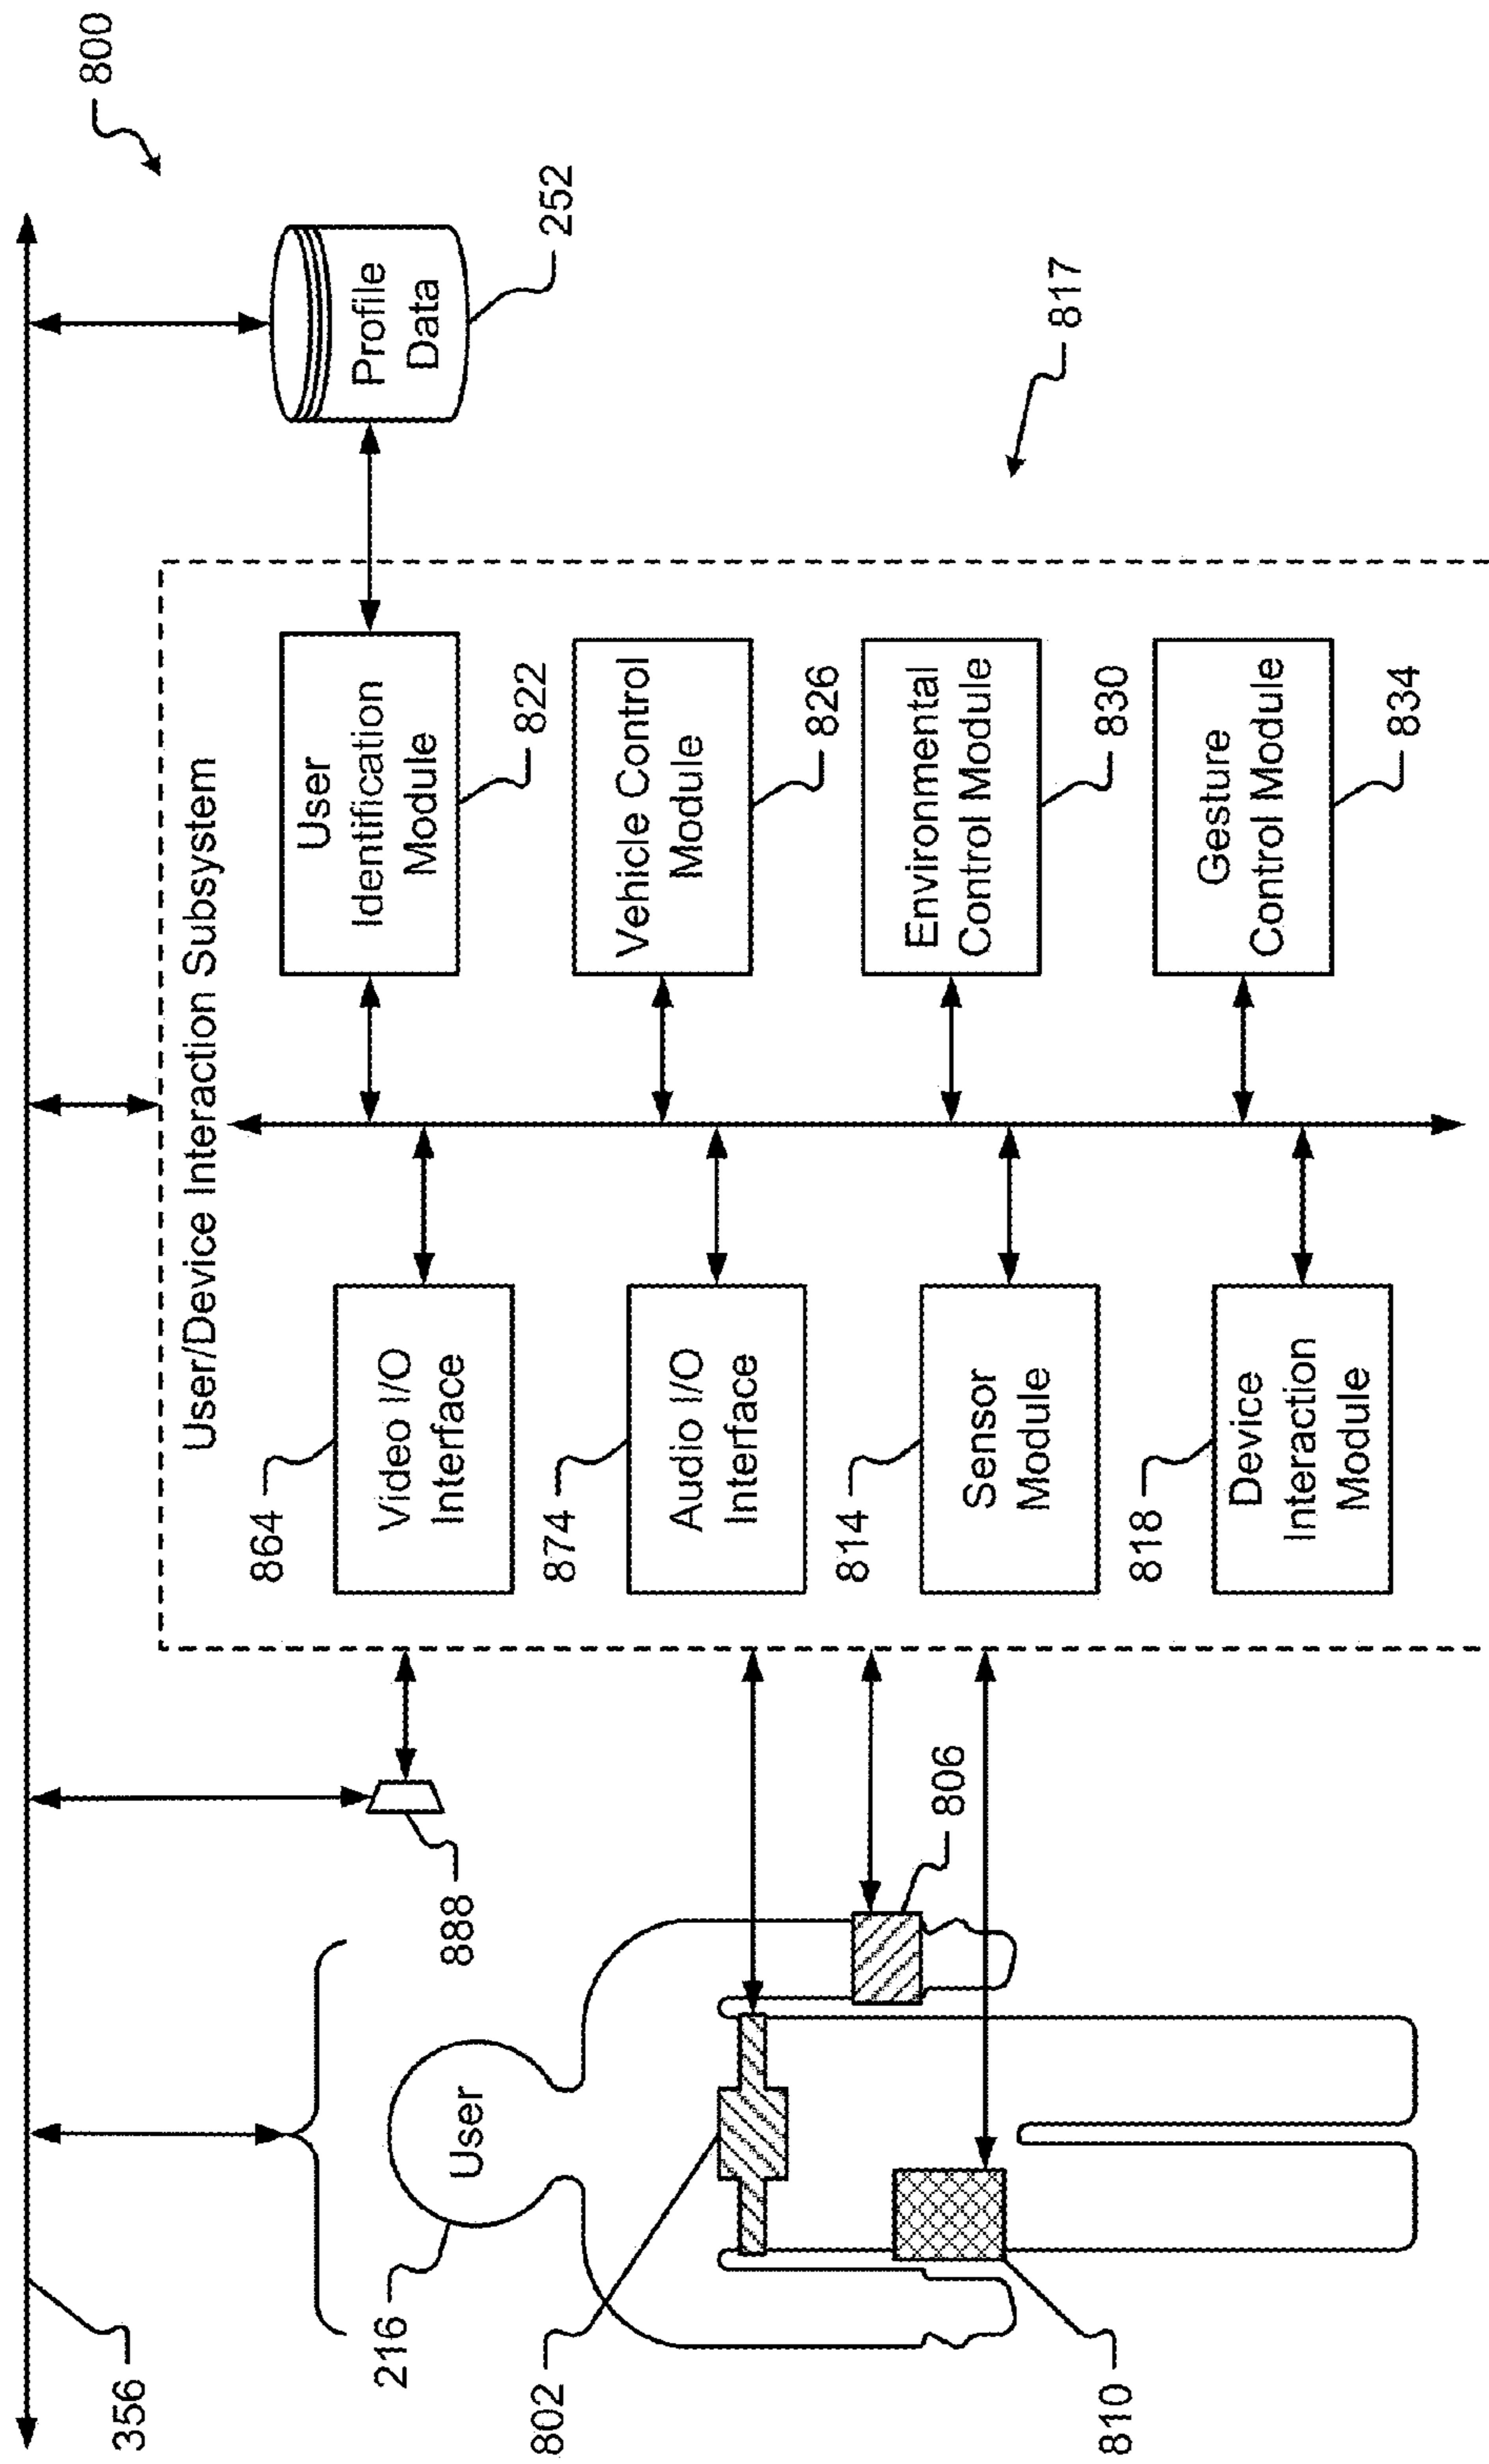 800
356
Profile
Data
252
817
User/Device Interaction Subsystem
864
Video I/O
Interface
User
Identification
Module
822
874
Audio I/O
Interface
Vehicle Control
Module
826
814
Sensor
Module
Environmental
Control Module
830
818
Device
Interaction
Module
Gesture
Control Module
834
888
216
User
802
806
810